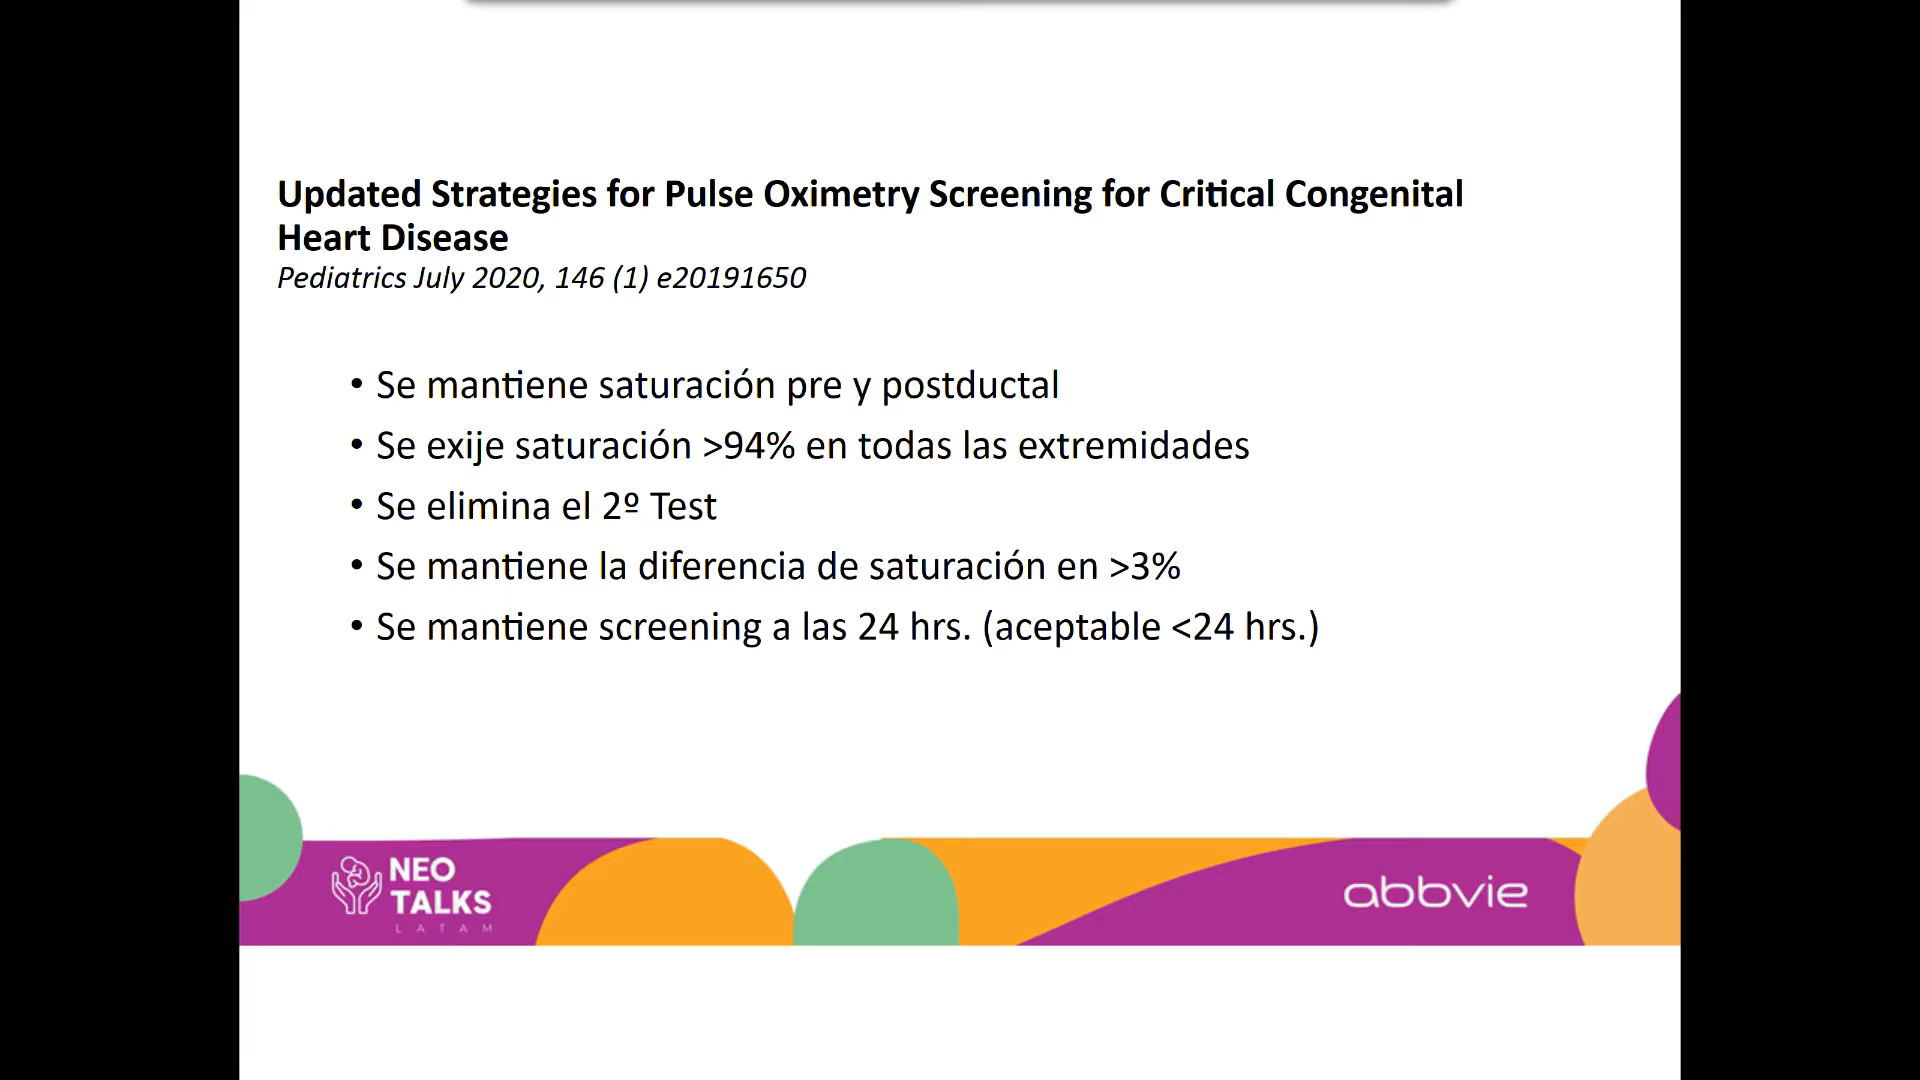 Updated Strategies for Pulse Oximetry Screening for Critical Congenital
Heart Disease
Pediatrics July 2020, 146 (1) e20191650
• Se mantiene saturación pre y postductal
• Se exije saturación >94% en todas las extremidades
• Se elimina el 2º Test
• Se mantiene la diferencia de saturación en >3%
• Se mantiene screening a las 24 hrs. (aceptable <24 hrs.)
NEO
TALKS
LATAM
abbvie